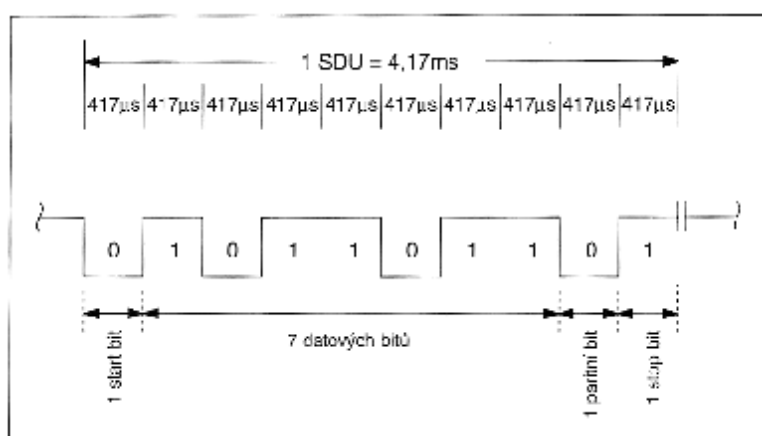 1 SDU = 4,17ms
417µs 417µs 417µs 417µs 417µs 417µs 417µs 417µs 417µs 417µs
0 1 0 1 1 0 1 1 0 1
1 start bit
7 datových bitů
1 paritní bit
1 stop bit